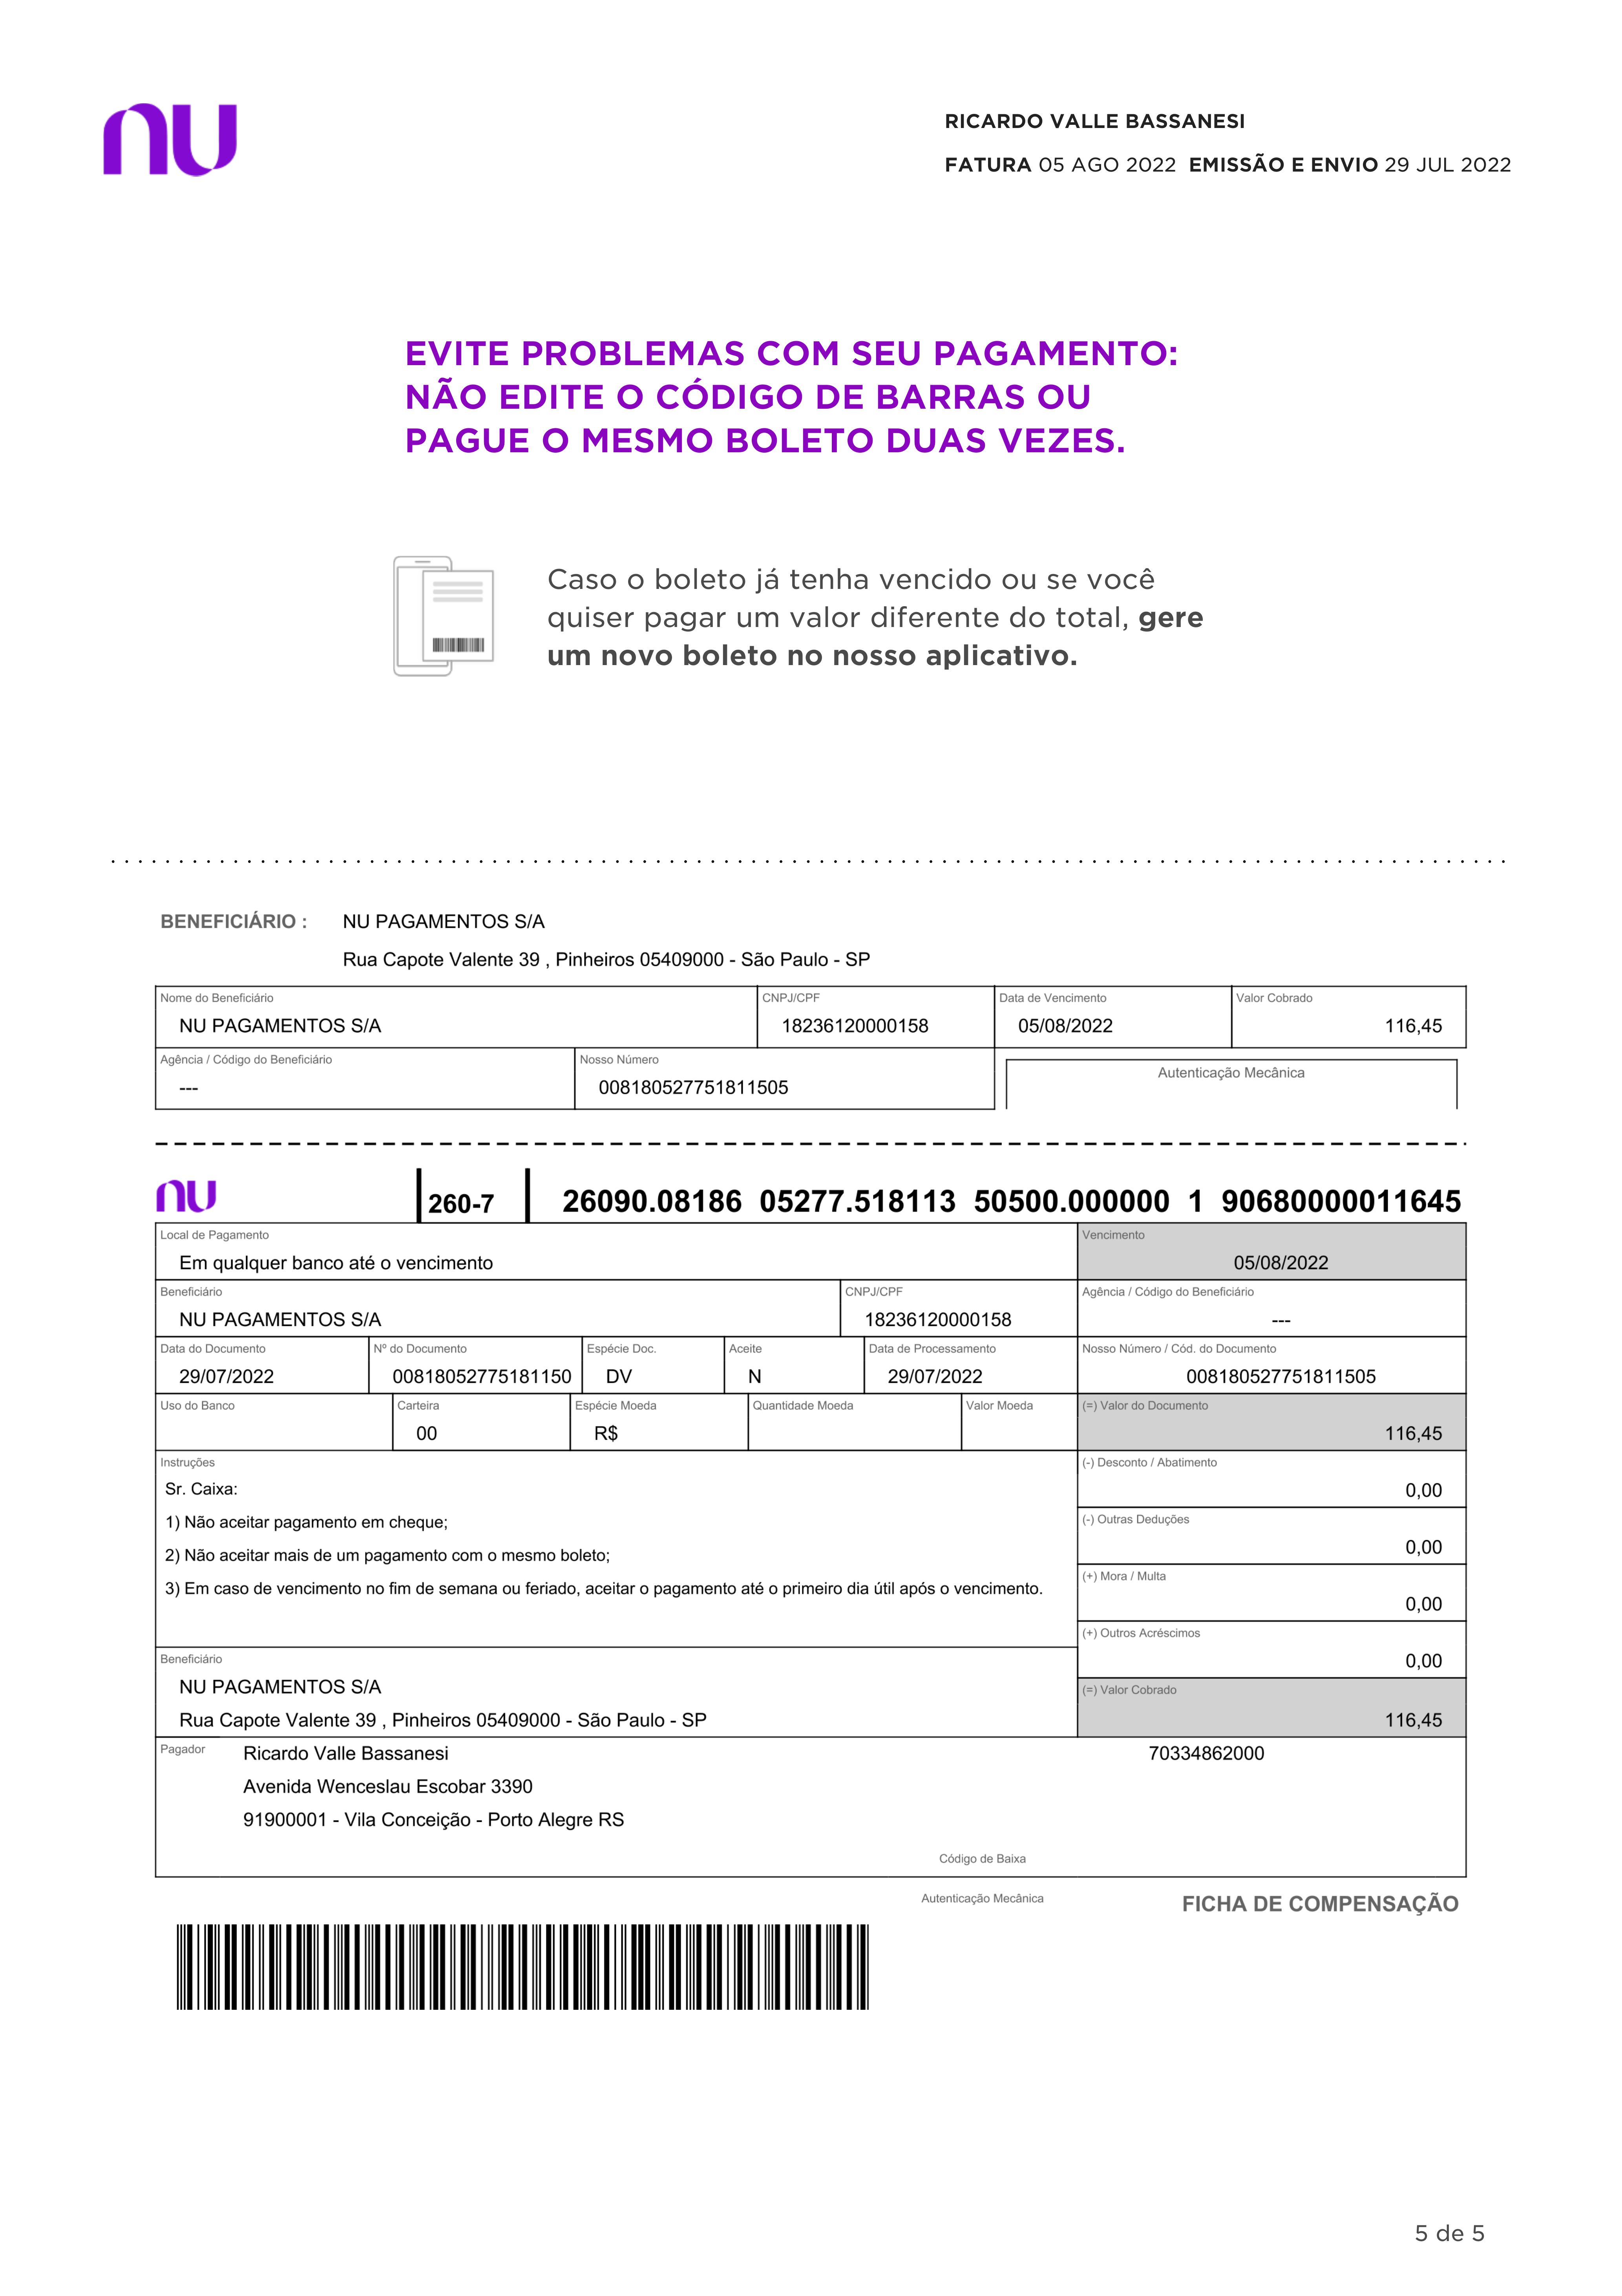 nu
RICARDO VALLE BASSANESI
FATURA 05 AGO 2022 EMISSÃO E ENVIO 29 JUL 2022
EVITE PROBLEMAS COM SEU PAGAMENTO:
NÃO EDITE O CÓDIGO DE BARRAS OU
PAGUE O MESMO BOLETO DUAS VEZES.
Caso o boleto já tenha vencido ou se você
quiser pagar um valor diferente do total, gere
um novo boleto no nosso aplicativo.
BENEFICIÁRIO : NU PAGAMENTOS S/A
Rua Capote Valente 39 , Pinheiros 05409000 - São Paulo - SP
Nome do Beneficiário CNPJ/CPF Data de Vencimento Valor Cobrado
NU PAGAMENTOS S/A 18236120000158 05/08/2022 116,45
Agência / Código do Beneficiário Nosso Número Autenticação Mecânica
--- 008180527751811505
nu 260-7 26090.08186 05277.518113 50500.000000 1 90680000011645
Local de Pagamento Vencimento
Em qualquer banco até o vencimento 05/08/2022
Beneficiário CNPJ/CPF Agência / Código do Beneficiário
NU PAGAMENTOS S/A 18236120000158 ---
Data do Documento Nº do Documento Espécie Doc. Aceite Data de Processamento Nosso Número / Cód. do Documento
29/07/2022 00818052775181150 DV N 29/07/2022 008180527751811505
Uso do Banco Carteira Espécie Moeda Quantidade Moeda Valor Moeda (=) Valor do Documento
00 R$ 116,45
Instruções (-) Desconto / Abatimento
Sr. Caixa: 0,00
1) Não aceitar pagamento em cheque; (-) Outras Deduções
2) Não aceitar mais de um pagamento com o mesmo boleto; 0,00
3) Em caso de vencimento no fim de semana ou feriado, aceitar o pagamento até o primeiro dia útil após o vencimento. (+) Mora / Multa
0,00
(+) Outros Acréscimos
Beneficiário 0,00
NU PAGAMENTOS S/A (=) Valor Cobrado
Rua Capote Valente 39 , Pinheiros 05409000 - São Paulo - SP 116,45
Pagador Ricardo Valle Bassanesi 70334862000
Avenida Wenceslau Escobar 3390
91900001 - Vila Conceição - Porto Alegre RS
Código de Baixa
Autenticação Mecânica FICHA DE COMPENSAÇÃO
5 de 5